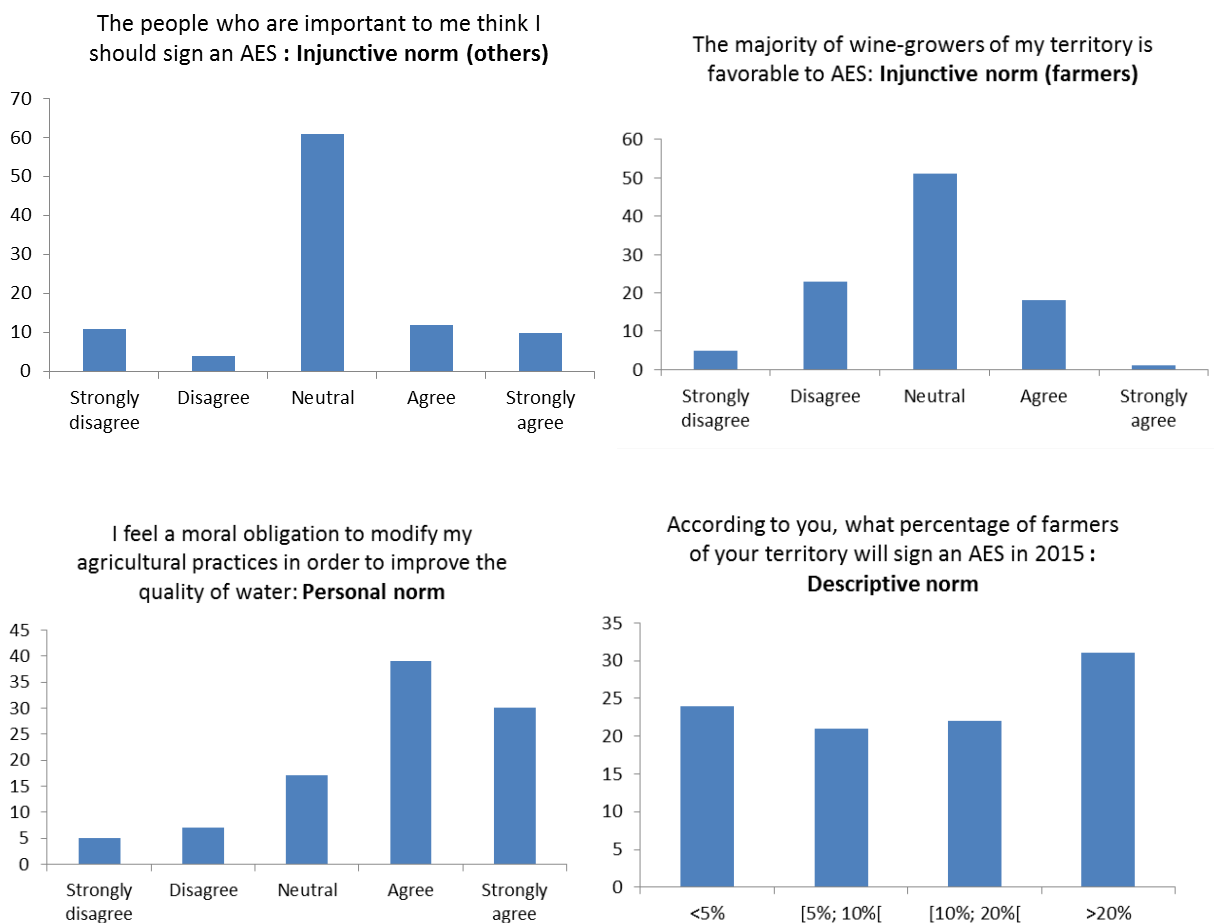 The people who are important to me think I
should sign an AES : Injunctive norm (others)
70
60
50
40
30
20
10
0
Strongly disagree
Disagree
Neutral
Agree
Strongly agree
The majority of wine-growers of my territory is
favorable to AES: Injunctive norm (farmers)
60
50
40
30
20
10
0
Strongly disagree
Disagree
Neutral
Agree
Strongly agree
I feel a moral obligation to modify my
agricultural practices in order to improve the
quality of water: Personal norm
45
40
35
30
25
20
15
10
5
0
Strongly disagree
Disagree
Neutral
Agree
Strongly agree
According to you, what percentage of farmers
of your territory will sign an AES in 2015 :
Descriptive norm
35
30
25
20
15
10
5
0
<5%
[5%; 10%[
[10%; 20%[
>20%